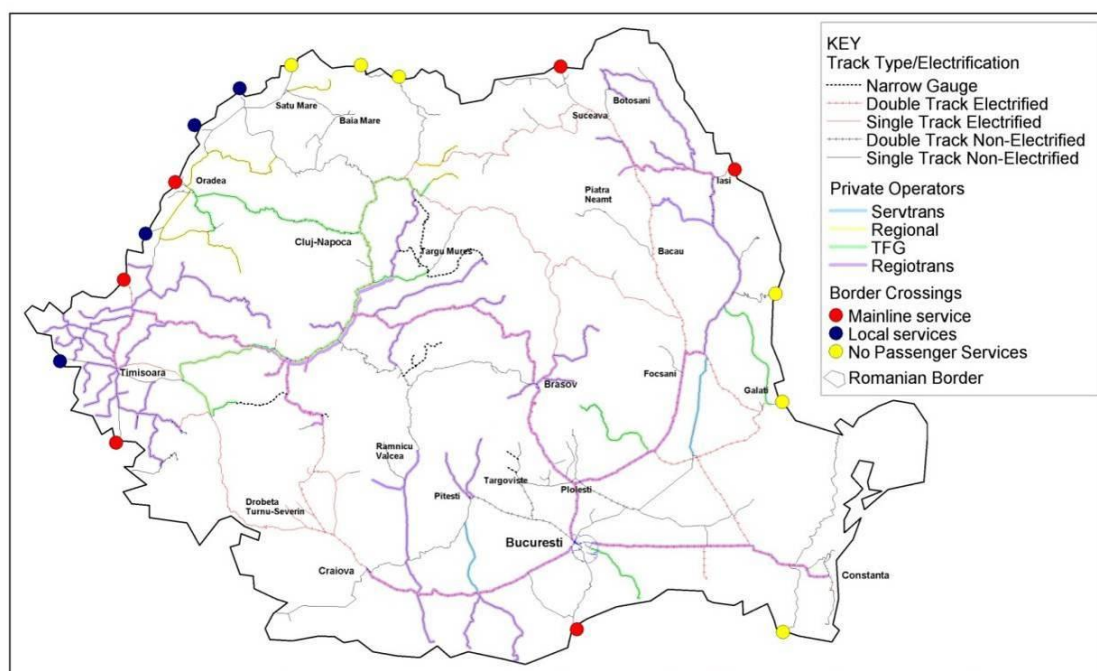 KEY
Track Type/Electrification
Narrow Gauge
Double Track Electrified
Single Track Electrified
Double Track Non-Electrified
Single Track Non-Electrified
Private Operators
Servtrans
Regional
TFG
Regiotrans
Border Crossings
Mainline service
Local services
No Passenger Services
Romanian Border
Satu Mare
Baia Mare
Suceava
Botosani
Oradea
Iasi
Piatra
Neamt
Cluj-Napoca
Targu Mures
Bacau
Timisoara
Brasov
Focsani
Galati
Ramnicu
Valcea
Pitesti
Targoviste
Ploiesti
Drobeta
Turnu-Severin
Bucuresti
Craiova
Constanta